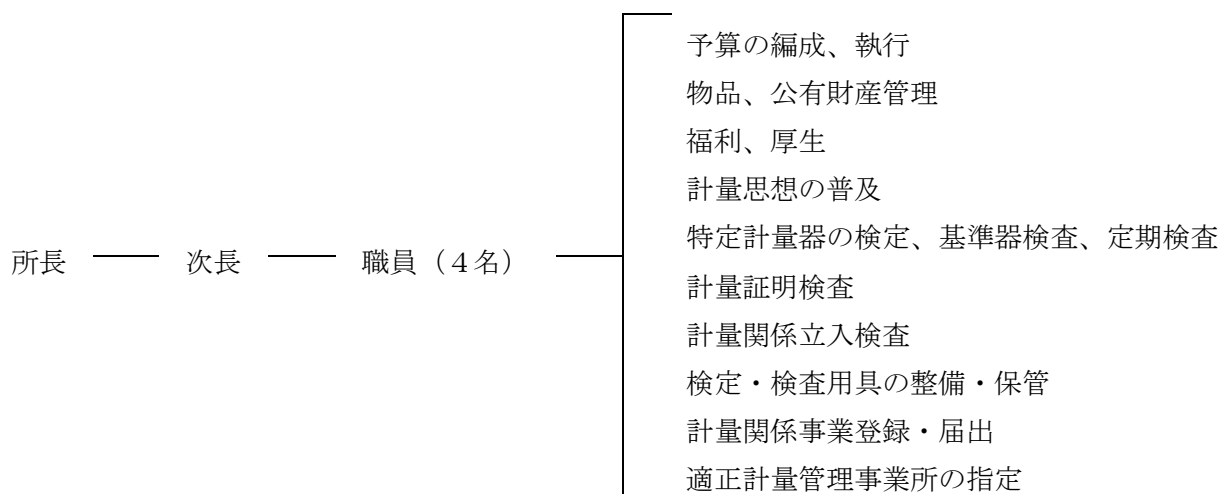 予算の編成、執行
物品、公有財産管理
福利、厚生
計量思想の普及
特定計量器の検定、基準器検査、定期検査
所長 次長 職員（４名）
計量証明検査
計量関係立入検査
検定・検査用具の整備・保管
計量関係事業登録・届出
適正計量管理事業所の指定